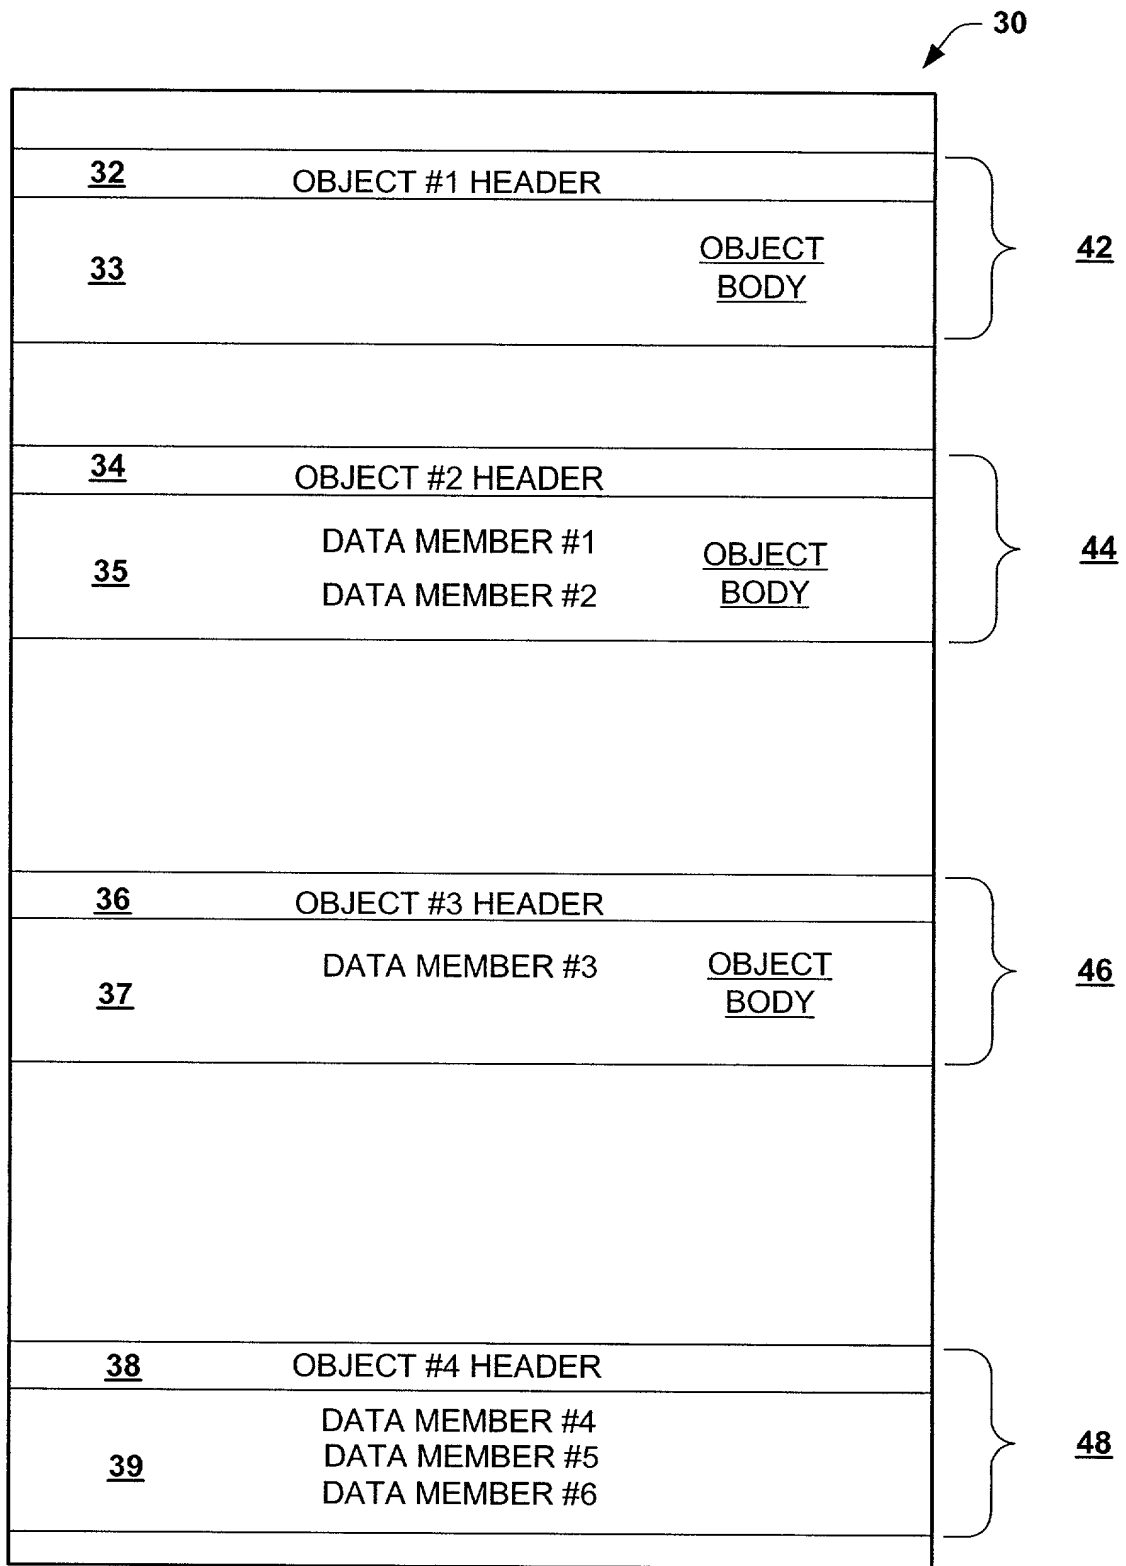 30
32 OBJECT #1 HEADER
33 OBJECT
BODY
42
34 OBJECT #2 HEADER
DATA MEMBER #1
DATA MEMBER #2
35 OBJECT
BODY
44
36 OBJECT #3 HEADER
DATA MEMBER #3
37 OBJECT
BODY
46
38 OBJECT #4 HEADER
DATA MEMBER #4
DATA MEMBER #5
DATA MEMBER #6
39
48